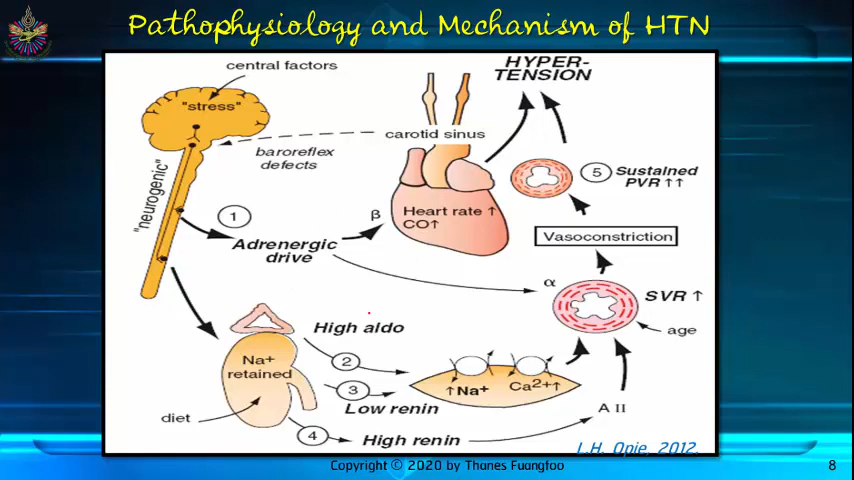 Pathophysiology and Mechanism of HTN
central factors
"stress"
HYPER-
TENSION
carotid sinus
baroreflex
defects
"neurogenic"
1
Adrenergic
drive
β
Heart rate ↑
CO↑
5
Sustained
PVR ↑↑
Vasoconstriction
α
SVR ↑
age
High aldo
2
Na+
retained
3
Low renin
↑Na+
Ca2+↑
diet
4
High renin
A II
L.H. Opie, 2012.
Copyright © 2020 by Thanes Fuangfoo
8